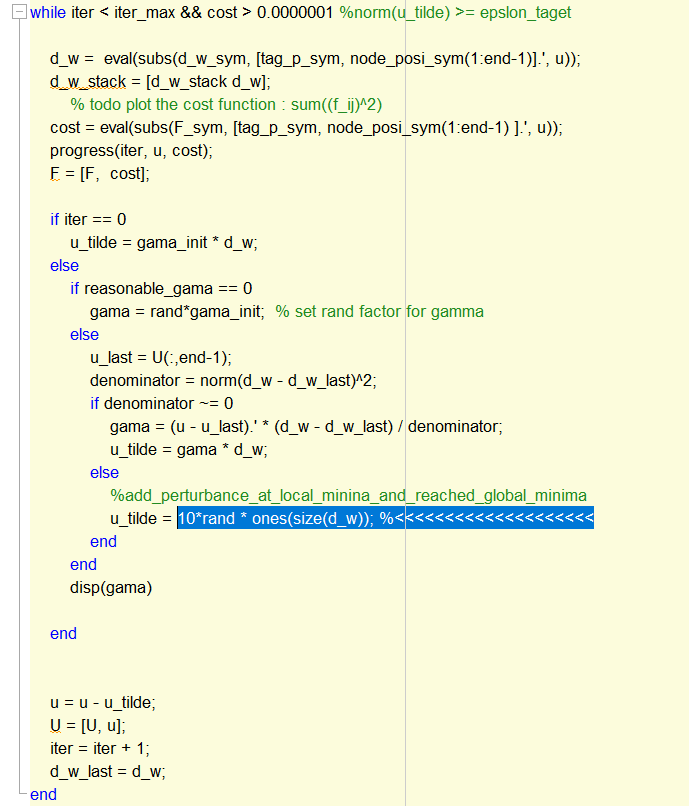 while iter < iter_max && cost > 0.0000001 %norm(u_tilde) >= epslon_taget
d_w =  eval(subs(d_w_sym, [tag_p_sym, node_posi_sym(1:end-1)].', u));
d_w_stack = [d_w_stack d_w];
% todo plot the cost function : sum((f_ij)^2)
cost = eval(subs(F_sym, [tag_p_sym, node_posi_sym(1:end-1) ].', u));
progress(iter, u, cost);
F = [F,  cost];
if iter == 0
u_tilde = gama_init * d_w;
else
if reasonable_gama == 0
gama = rand*gama_init;  % set rand factor for gamma
else
u_last = U(:,end-1);
denominator = norm(d_w - d_w_last)^2;
if denominator ~= 0
gama = (u - u_last).' * (d_w - d_w_last) / denominator;
u_tilde = gama * d_w;
else
%add_perturbance_at_local_minina_and_reached_global_minima
u_tilde = 10*rand * ones(size(d_w)); %<<<<<<<<<<<<<<<<<<<<
end
end
disp(gama)
end
u = u - u_tilde;
U = [U, u];
iter = iter + 1;
d_w_last = d_w;
end